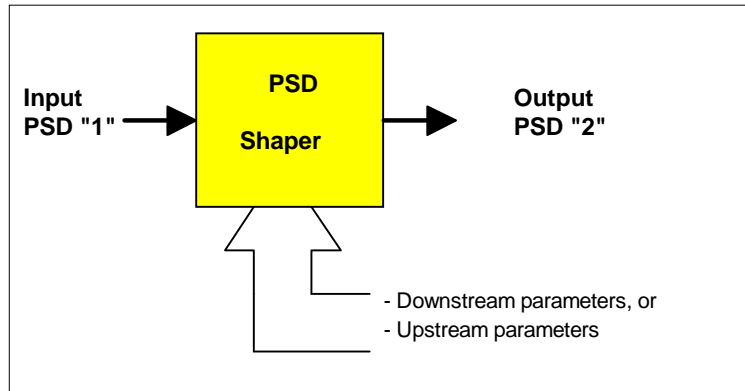 PSD
Shaper
Input
PSD "1"
Output
PSD "2"
- Downstream parameters, or
- Upstream parameters